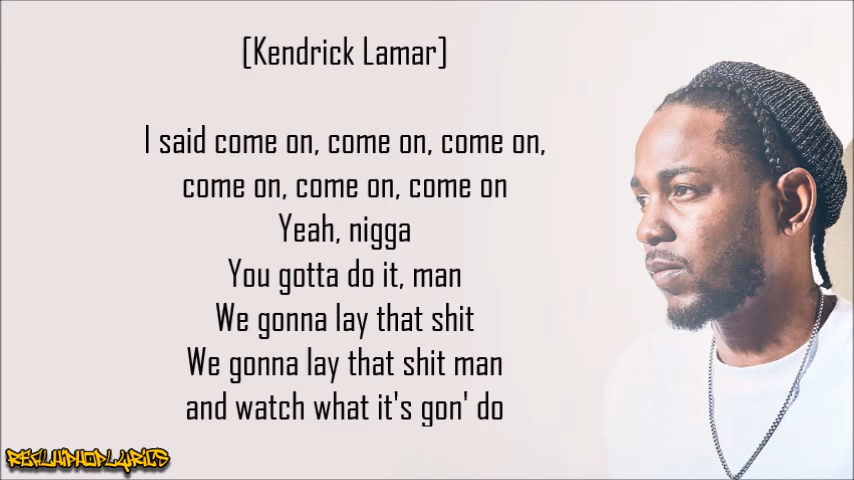 [Kendrick Lamar]
I said come on, come on, come on,
come on, come on, come on
Yeah, nigga
You gotta do it, man
We gonna lay that shit
We gonna lay that shit man
and watch what it's gon' do
REALHIPHOPLYRICS